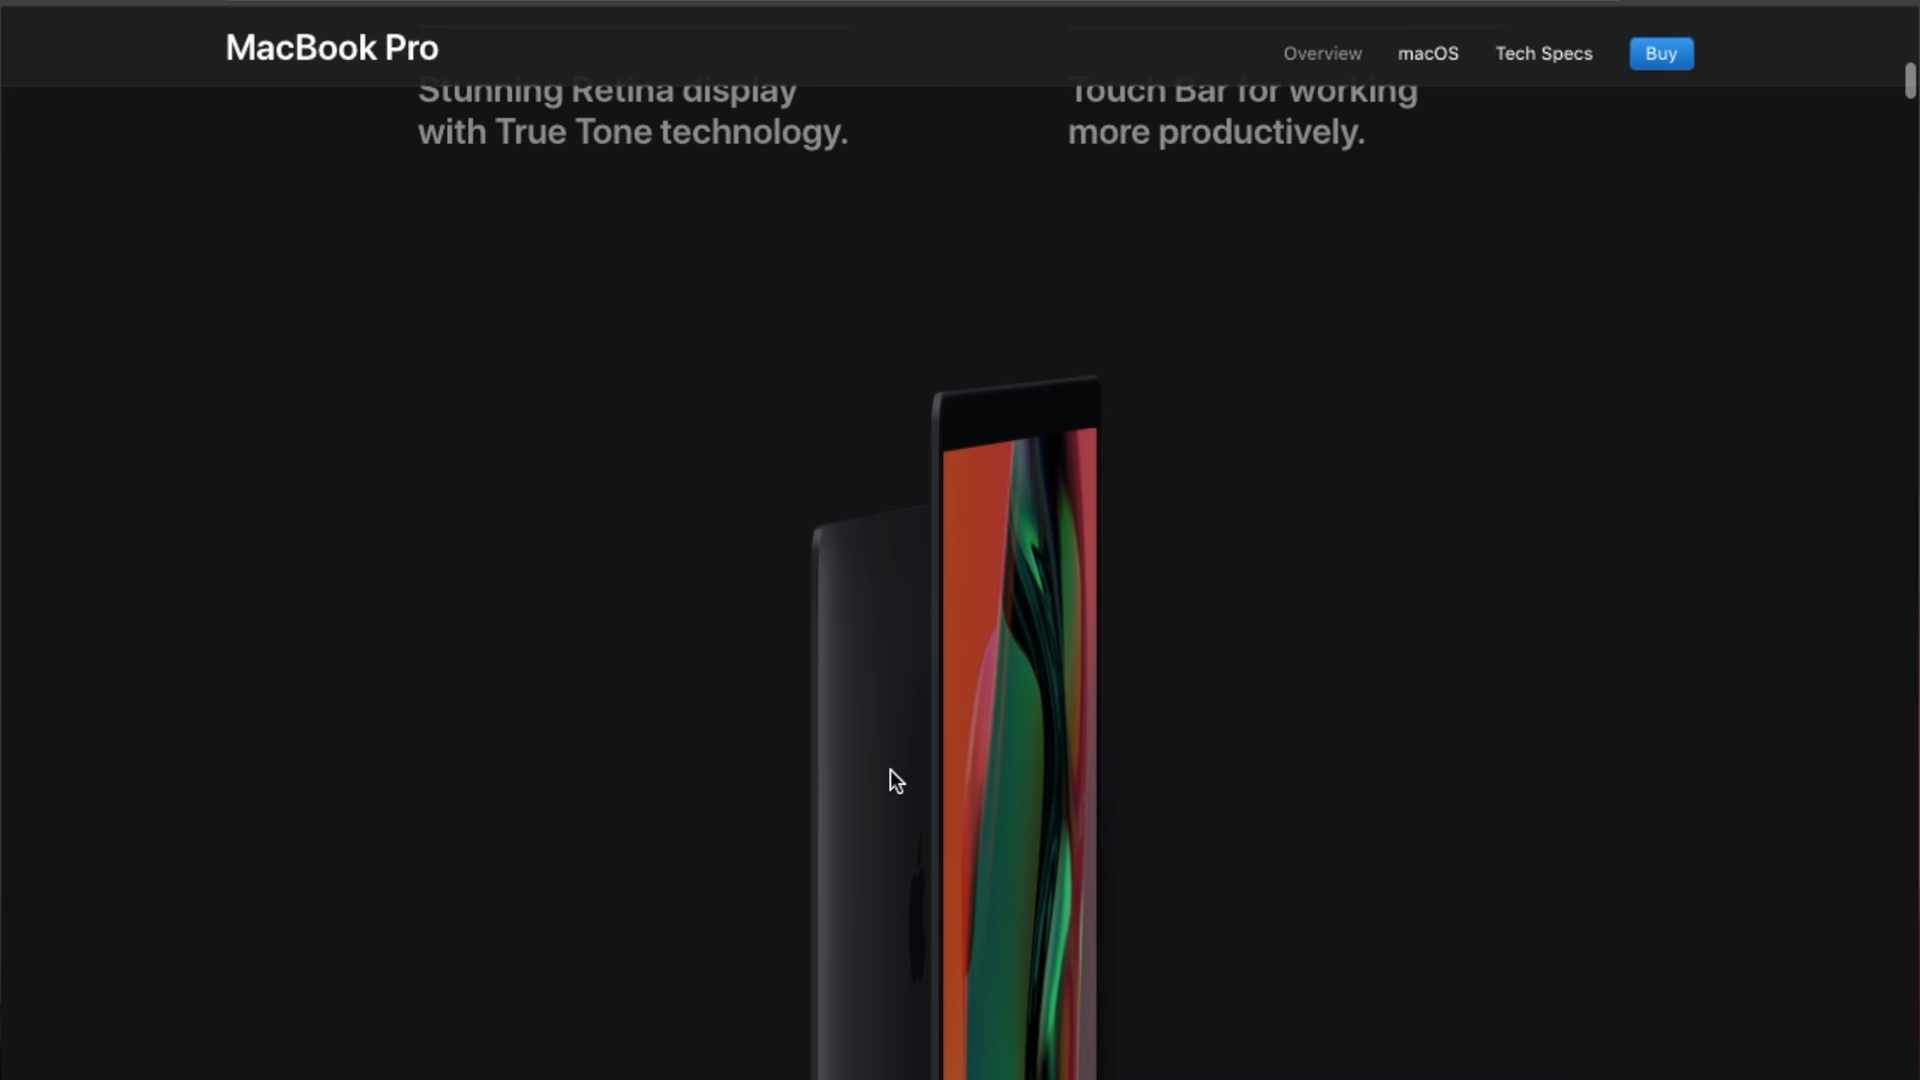 MacBook Pro
Overview
macOS
Tech Specs
Buy
Stunning Retina display
with True Tone technology.
Touch Bar for working
more productively.